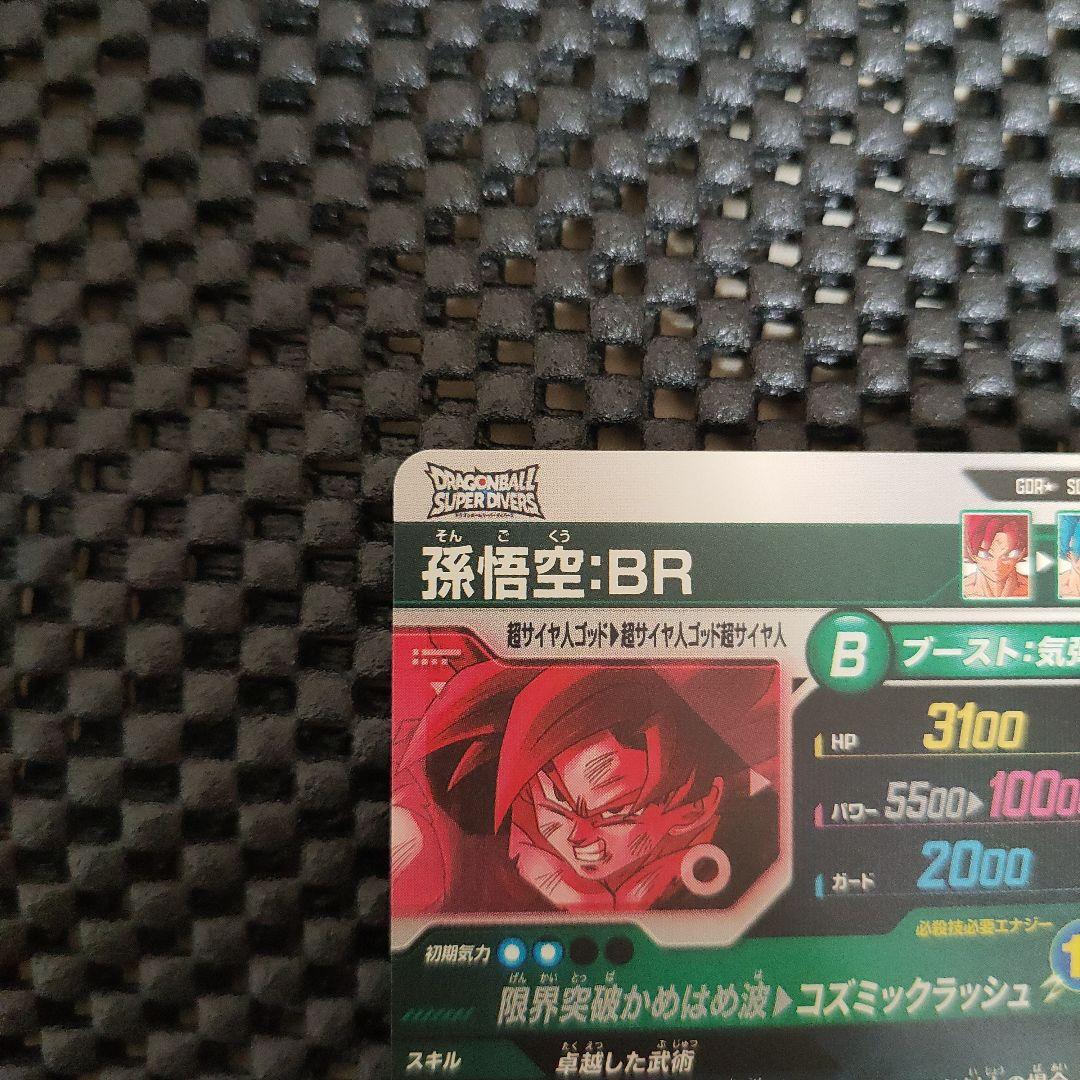 DRAGONBALL
SUPER DIVERS
GDR★
そん ご くう
孫悟空:BR
超サイヤ人ゴッド▶超サイヤ人ゴッド超サイヤ人
B ブースト:気弾
HP 3100
パワー 5500▶1000
ガード 2000
必殺技必要エナジー
初期気力
げん かい とっ ぱ は
限界突破かめはめ波▶コズミックラッシュ
たく えつ ぶ じゅつ
スキル 卓越した武術